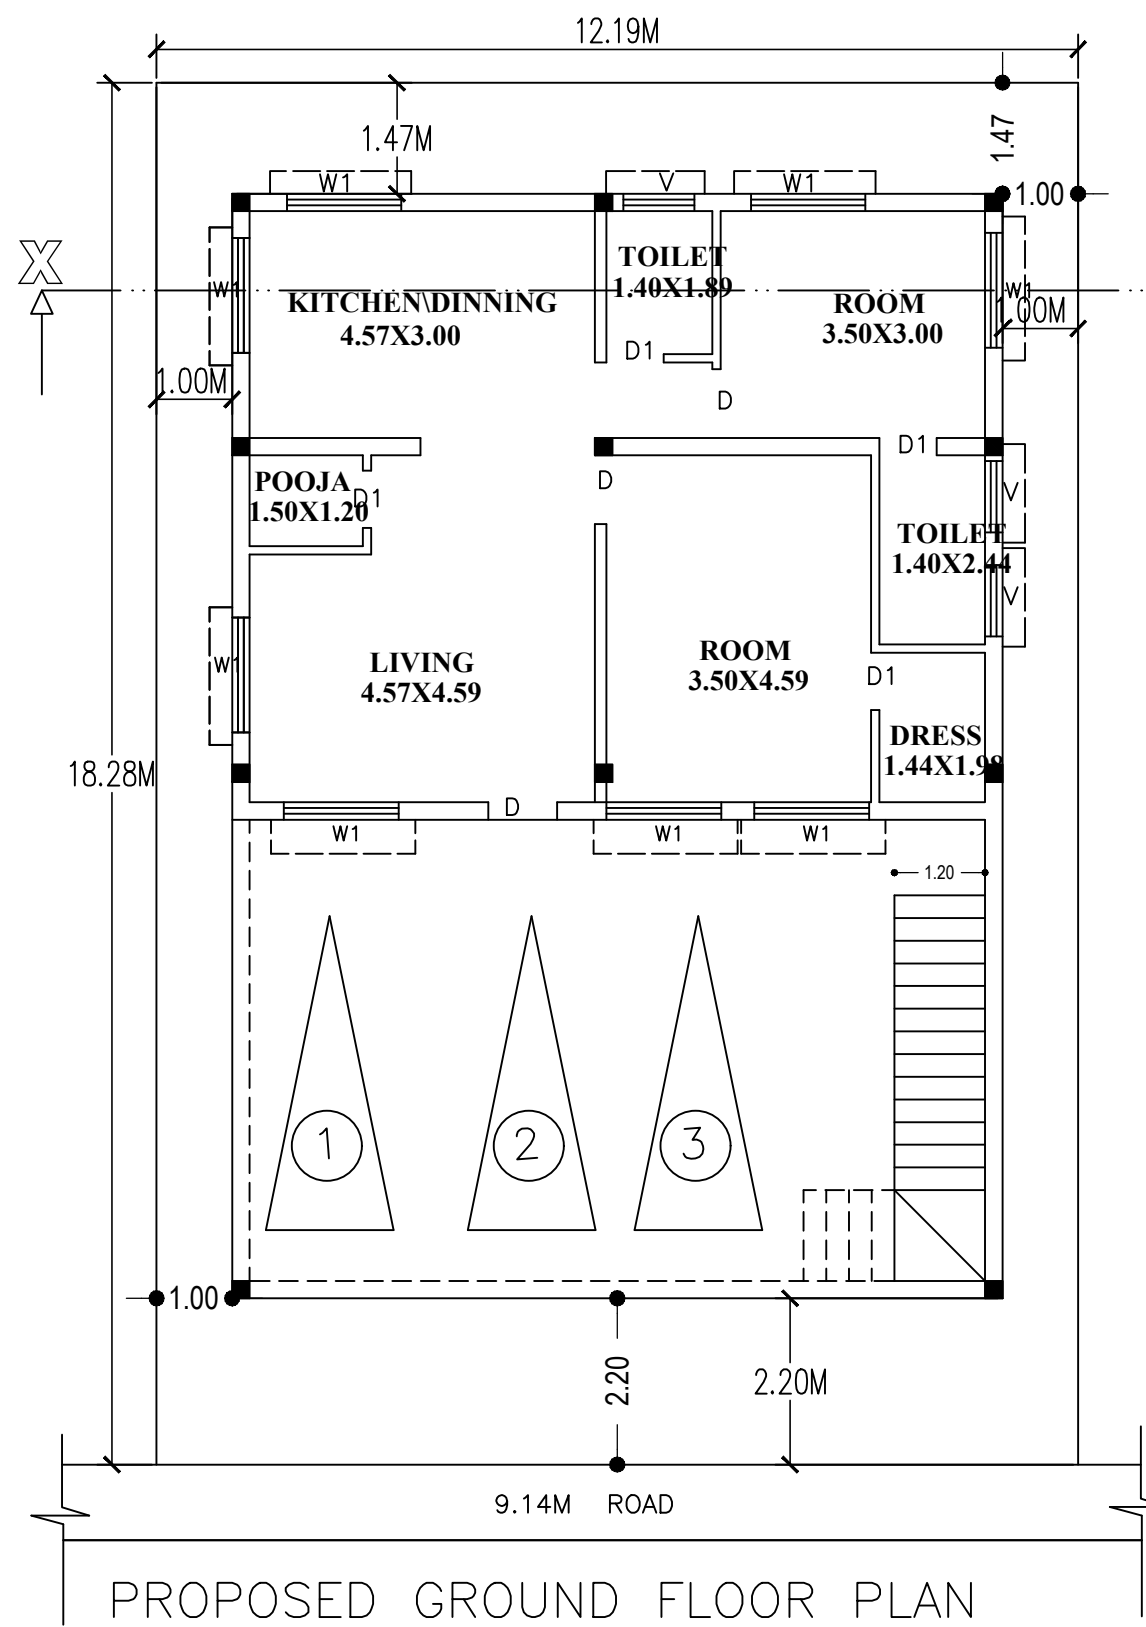 12.19M
1.47M
1.47
W1
V
W1
1.00
X
TOILET
1.40X1.89
W1
KITCHEN\DINNING
4.57X3.00
ROOM
3.50X3.00
W1
1.00M
D1
1.00M
D
D1
POOJA
1.50X1.20
D1
D
V
TOILET
1.40X2.44
V
LIVING
4.57X4.59
W1
ROOM
3.50X4.59
D1
DRESS
1.44X1.98
18.28M
D
W1
W1
W1
1.20
1
2
3
1.00
2.20
2.20M
9.14M ROAD
PROPOSED GROUND FLOOR PLAN